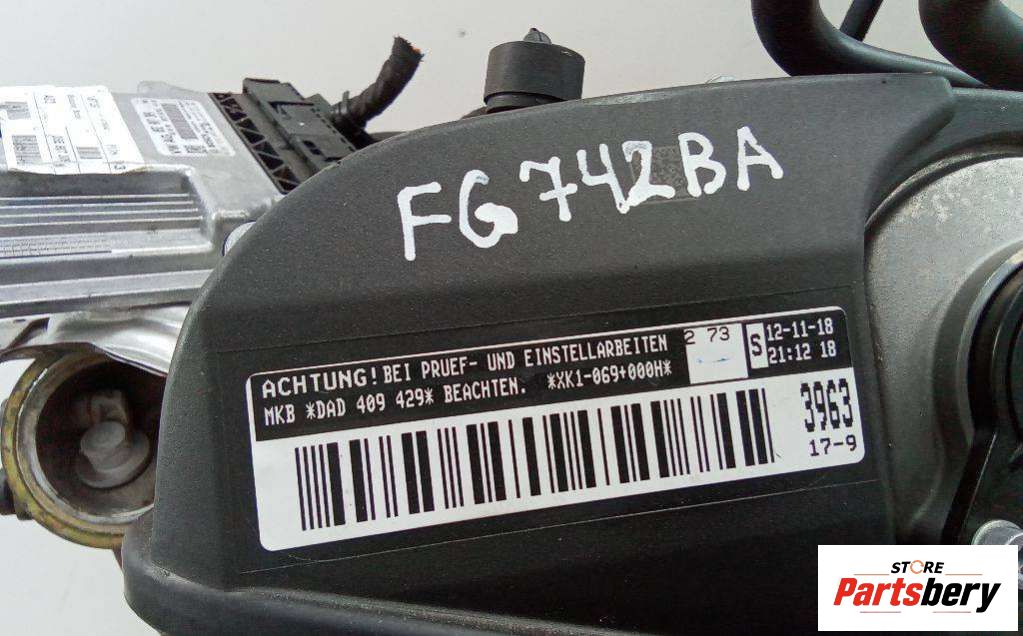 FG742BA
ACHTUNG! BEI PRUEF- UND EINSTELLARBEITEN
MKB *DAD 409 429* BEACHTEN. *XK1-069+000H*
2 73
S
12-11-18
21:12 18
3963
17-9
STORE
Partsbery